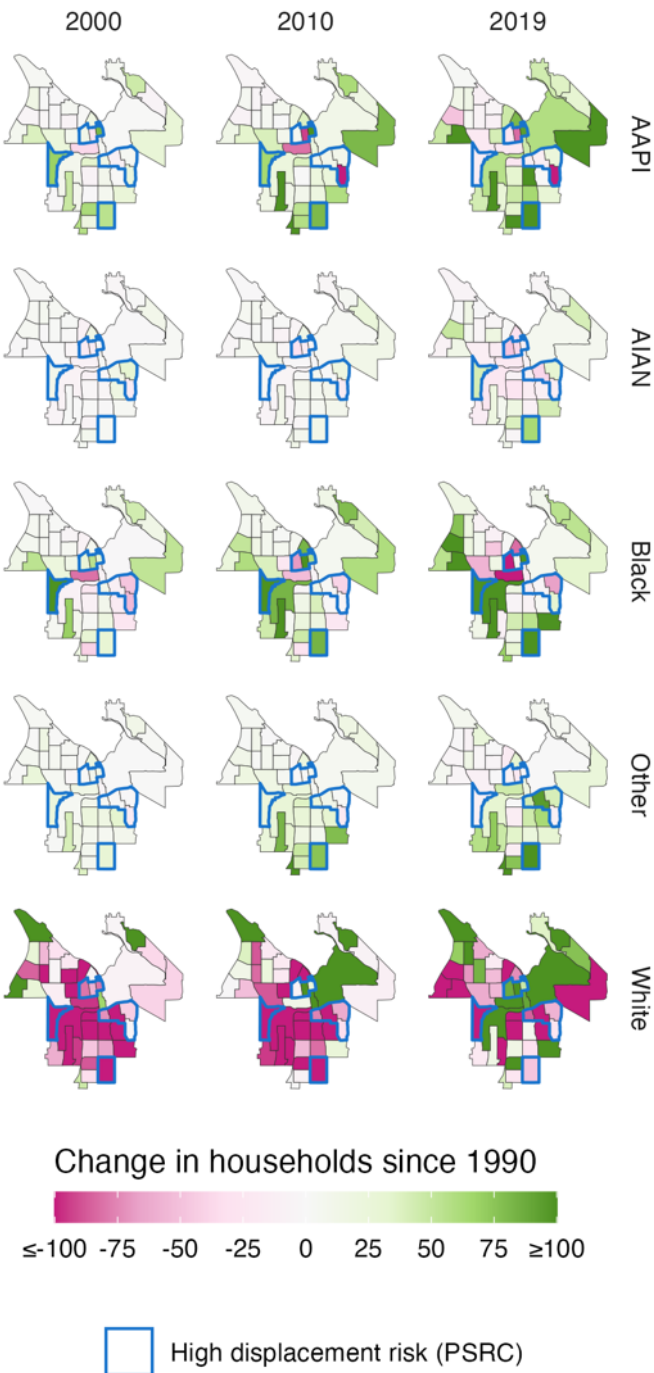 2000 2010 2019
AAPI
AIAN
Black
Other
White
Change in households since 1990
≤-100 -75 -50 -25 0 25 50 75 ≥100
High displacement risk (PSRC)